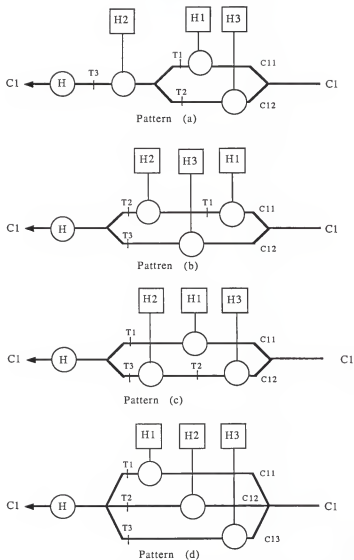 H2 H1 H3
T1 C11
C1 H T3 C1
T2 C12
Pattern (a)
H2 H3 H1
T2 T1 C11
C1 H C1
T3 C12
Pattren (b)
H2 H1 H3
T1 C11
C1 H C1
T3 T2 C12
Pattern (c)
H1 H2 H3
T1 C11
C1 H T2 C12 C1
T3 C13
Pattern (d)